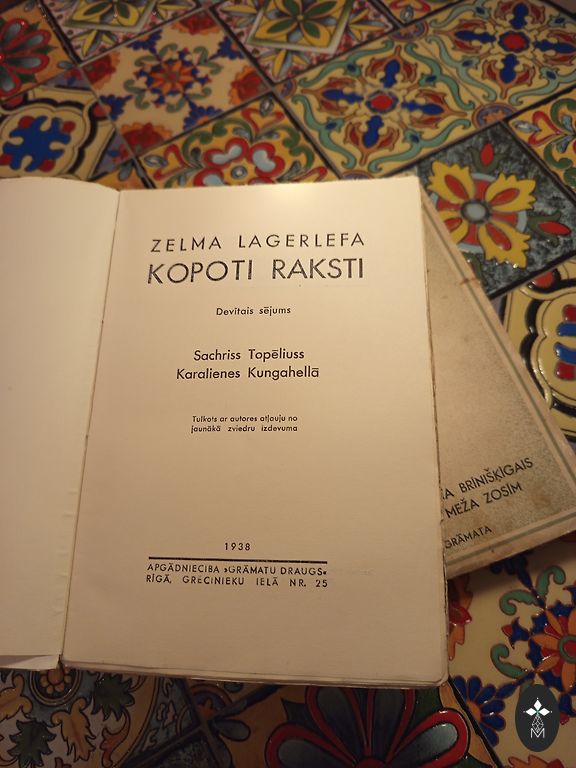 ZELMA LAGERLEFA
KOPOTI RAKSTI
Devītais sējums
Sachriss Topēliuss
Karalienes Kungahellā
Tulkots ar autores atļauju no
jaunākā zviedru izdevuma
1938
APGĀDNIECĪBA »GRĀMATU DRAUGS«
RĪGĀ, GRĒCINIEKU IELĀ NR. 25
BRĪNIŠĶĪGAIS
MEŽA ZOSĪM
GRĀMATA
M